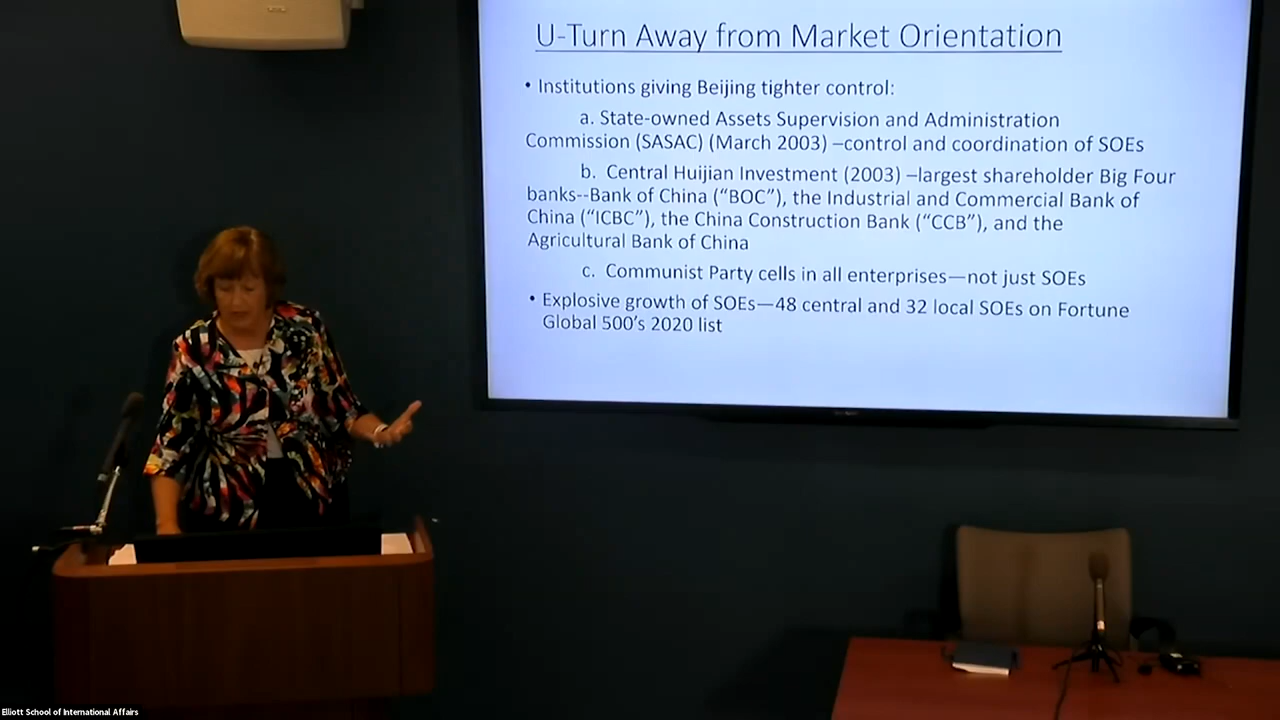 U-Turn Away from Market Orientation
• Institutions giving Beijing tighter control:
a. State-owned Assets Supervision and Administration
Commission (SASAC) (March 2003) –control and coordination of SOEs
b. Central Huijian Investment (2003) –largest shareholder Big Four
banks--Bank of China (“BOC”), the Industrial and Commercial Bank of
China (“ICBC”), the China Construction Bank (“CCB”), and the
Agricultural Bank of China
c. Communist Party cells in all enterprises—not just SOEs
• Explosive growth of SOEs—48 central and 32 local SOEs on Fortune
Global 500’s 2020 list
Elliott School of International Affairs